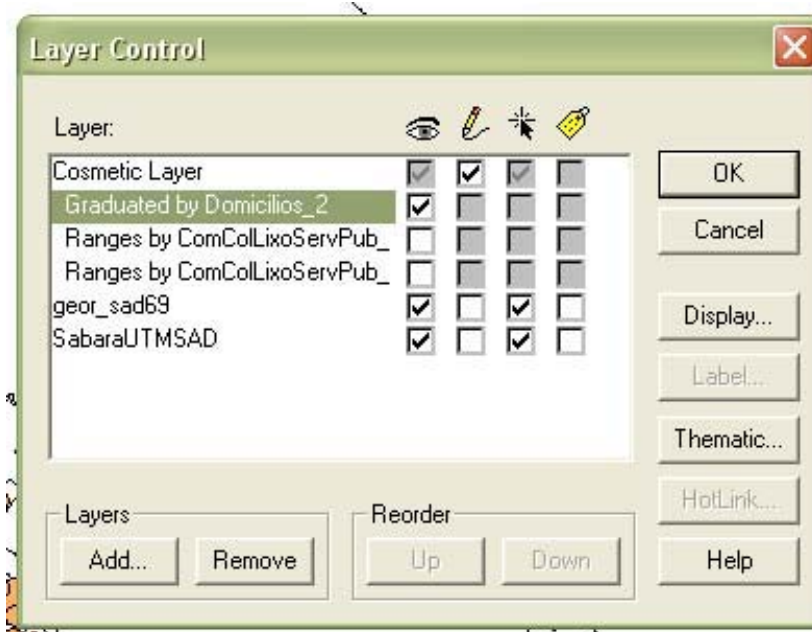 Layer Control
Layer:
Cosmetic Layer
Graduated by Domicilios_2
Ranges by ComColLixoServPub_
Ranges by ComColLixoServPub_
geor_sad69
SabaraUTMSAD
OK
Cancel
Display...
Label...
Thematic...
HotLink...
Help
Layers
Add...
Remove
Reorder
Up
Down